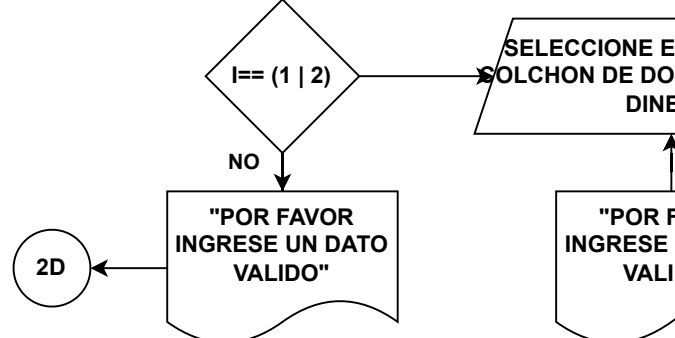 I== (1 | 2)
SELECCIONE E
COLCHON DE DO
DINE
NO
"POR FAVOR
INGRESE UN DATO
VALIDO"
"POR F
INGRESE
VALI
2D